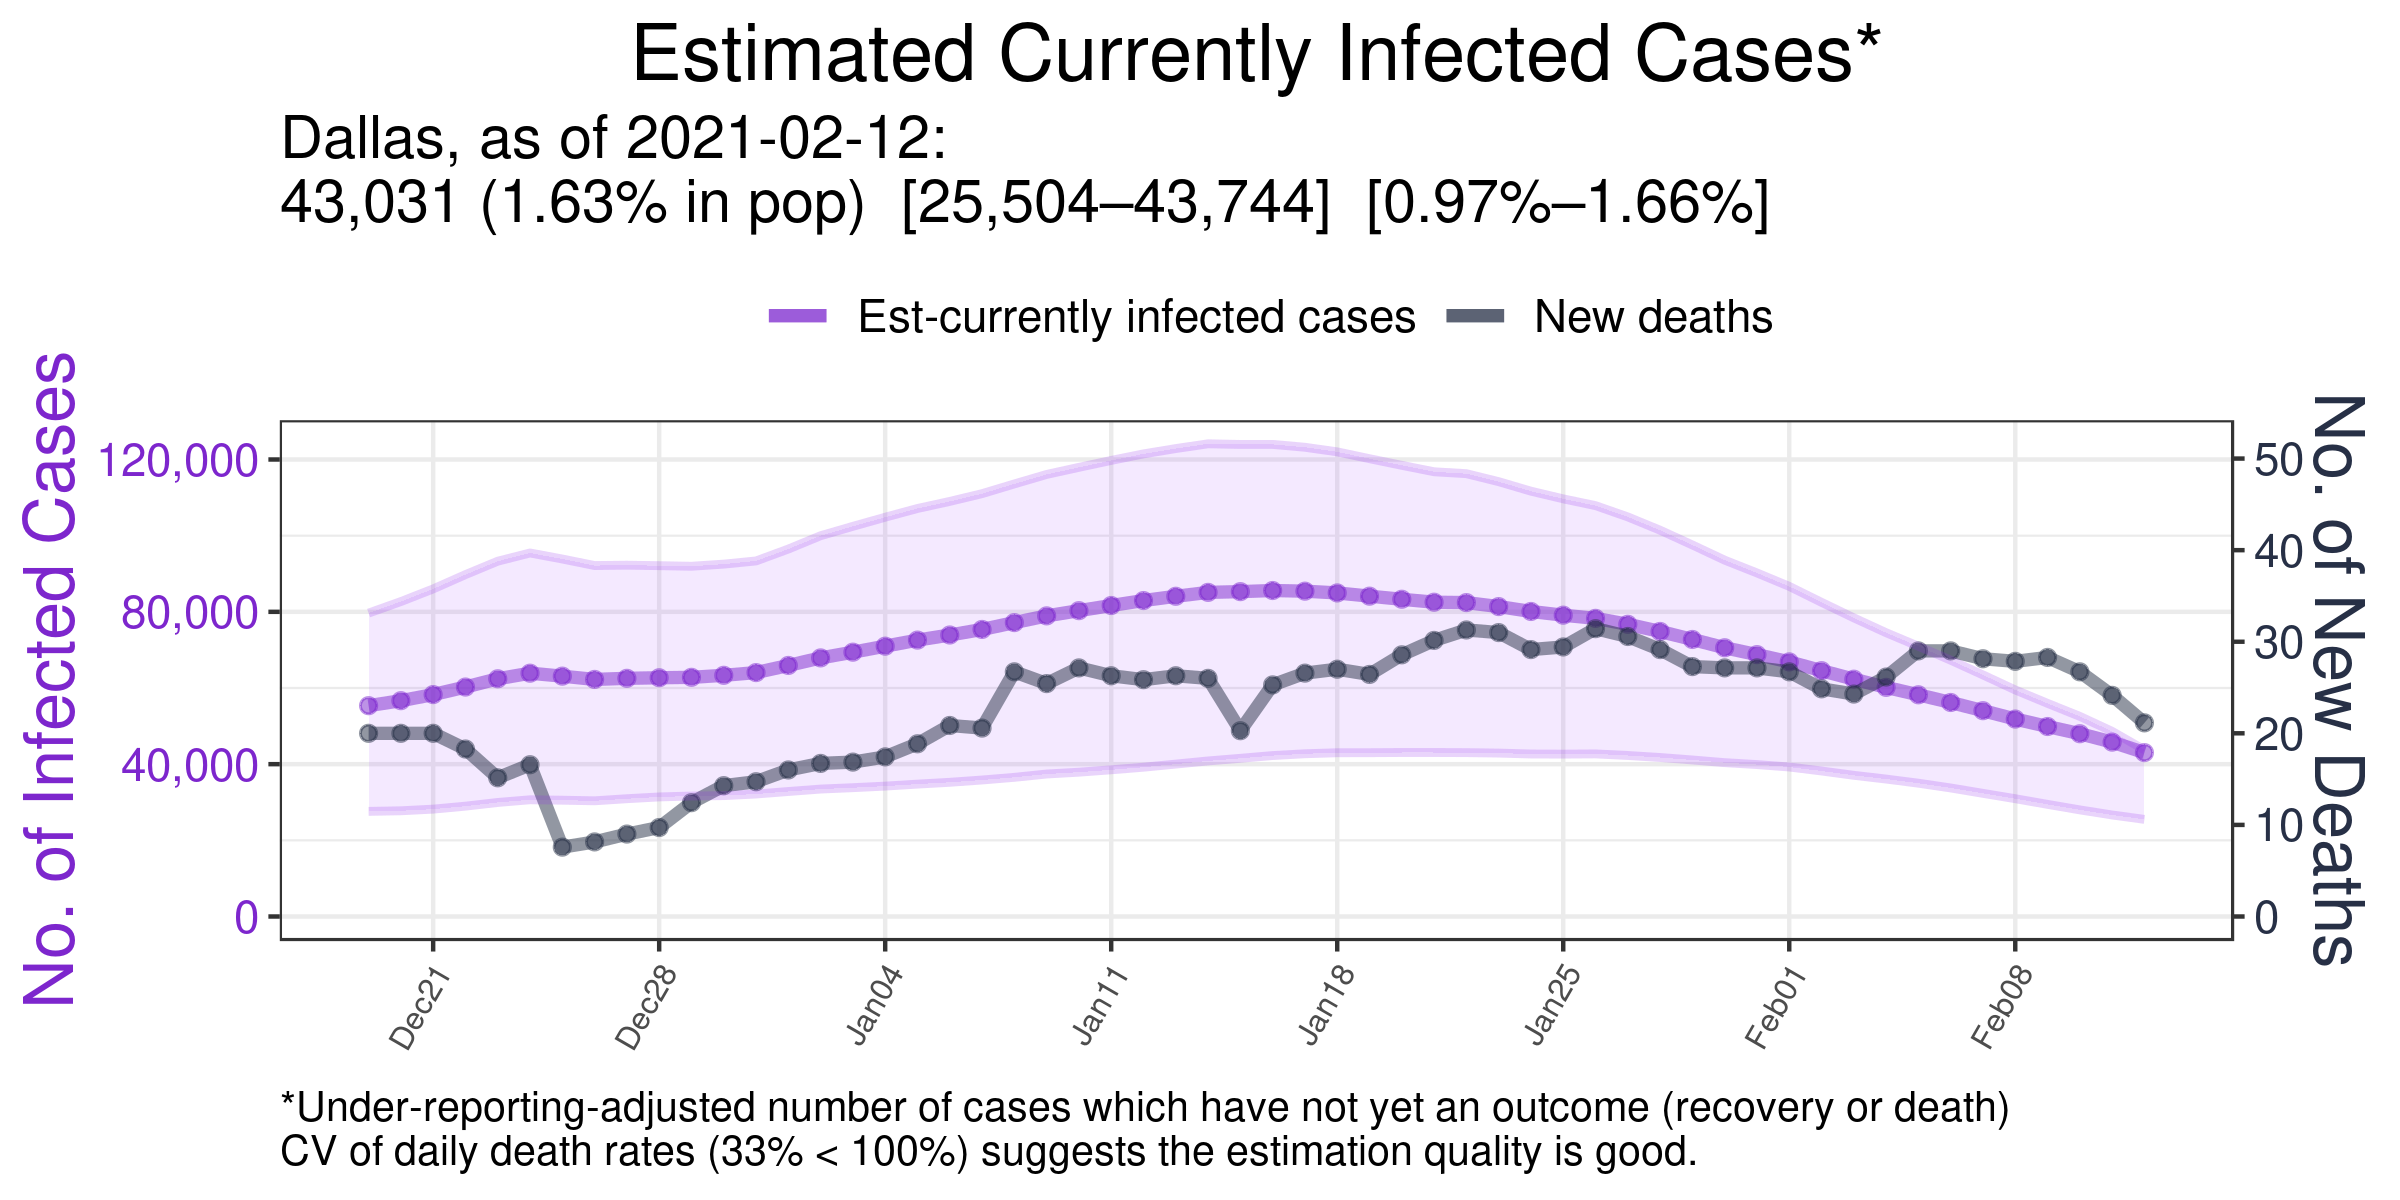 Estimated Currently Infected Cases*
Dallas, as of 2021-02-12:
43,031 (1.63% in pop)  [25,504–43,744]  [0.97%–1.66%]
Est-currently infected cases
New deaths
No. of Infected Cases
120,000
80,000
40,000
0
50
40
30
20
10
0
No. of New Deaths
Dec21
Dec28
Jan04
Jan11
Jan18
Jan25
Feb01
Feb08
*Under-reporting-adjusted number of cases which have not yet an outcome (recovery or death)
CV of daily death rates (33% < 100%) suggests the estimation quality is good.